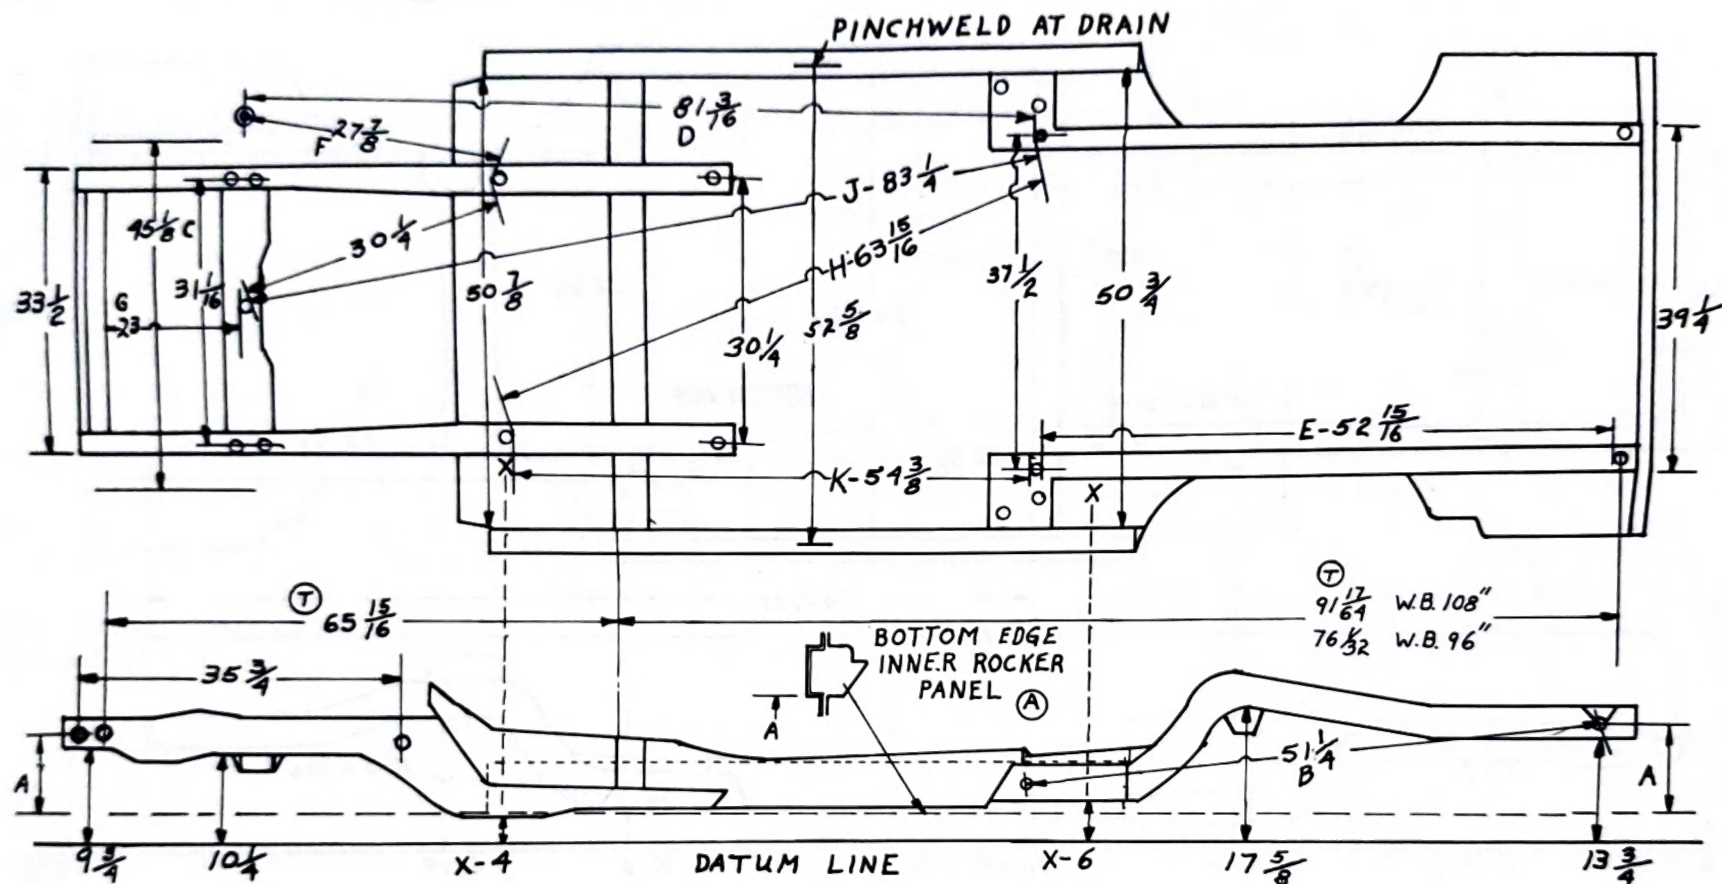 PINCHWELD AT DRAIN
81 3/16
D
27 7/8
F
J-83 1/4
45 1/8 C
30 1/4
H-63 15/16
33 1/2
G
23
31 1/16
50 7/8
37 1/2
50 3/4
52 5/8
30 1/4
39 1/4
E-52 15/16
X
K-54 3/8
X
T
65 15/16
T
91 17/64 W.B. 108"
76 1/32 W.B. 96"
35 3/4
BOTTOM EDGE
INNER ROCKER
PANEL
A
A
51 1/4
B
A
A
9 3/4
10 1/4
X-4
DATUM LINE
X-6
17 5/8
13 3/4